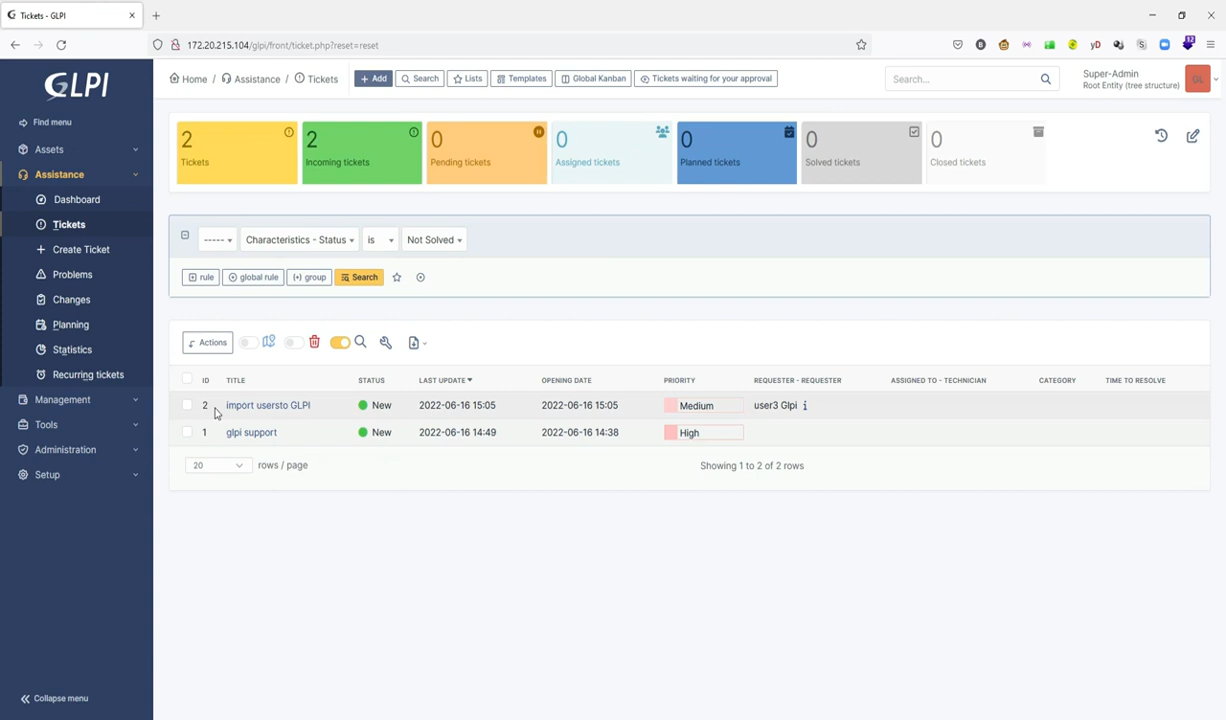 Tickets - GLPI
172.20.215.104/glpi/front/ticket.php?reset=reset
yD
12
GLPI
Find menu
Assets
Assistance
Dashboard
Tickets
Create Ticket
Problems
Changes
Planning
Statistics
Recurring tickets
Management
Tools
Administration
Setup
Collapse menu
Home / Assistance / Tickets
Add
Search
Lists
Templates
Global Kanban
Tickets waiting for your approval
Search...
Super-Admin
Root Entity (tree structure)
GL
2 Tickets
2 Incoming tickets
0 Pending tickets
0 Assigned tickets
0 Planned tickets
0 Solved tickets
0 Closed tickets
----- Characteristics - Status is Not Solved
rule global rule (+) group Search
Actions
ID TITLE STATUS LAST UPDATE OPENING DATE PRIORITY REQUESTER - REQUESTER ASSIGNED TO - TECHNICIAN CATEGORY TIME TO RESOLVE
2 import usersto GLPI New 2022-06-16 15:05 2022-06-16 15:05 Medium user3 Glpi i
1 glpi support New 2022-06-16 14:49 2022-06-16 14:38 High
20 rows / page Showing 1 to 2 of 2 rows